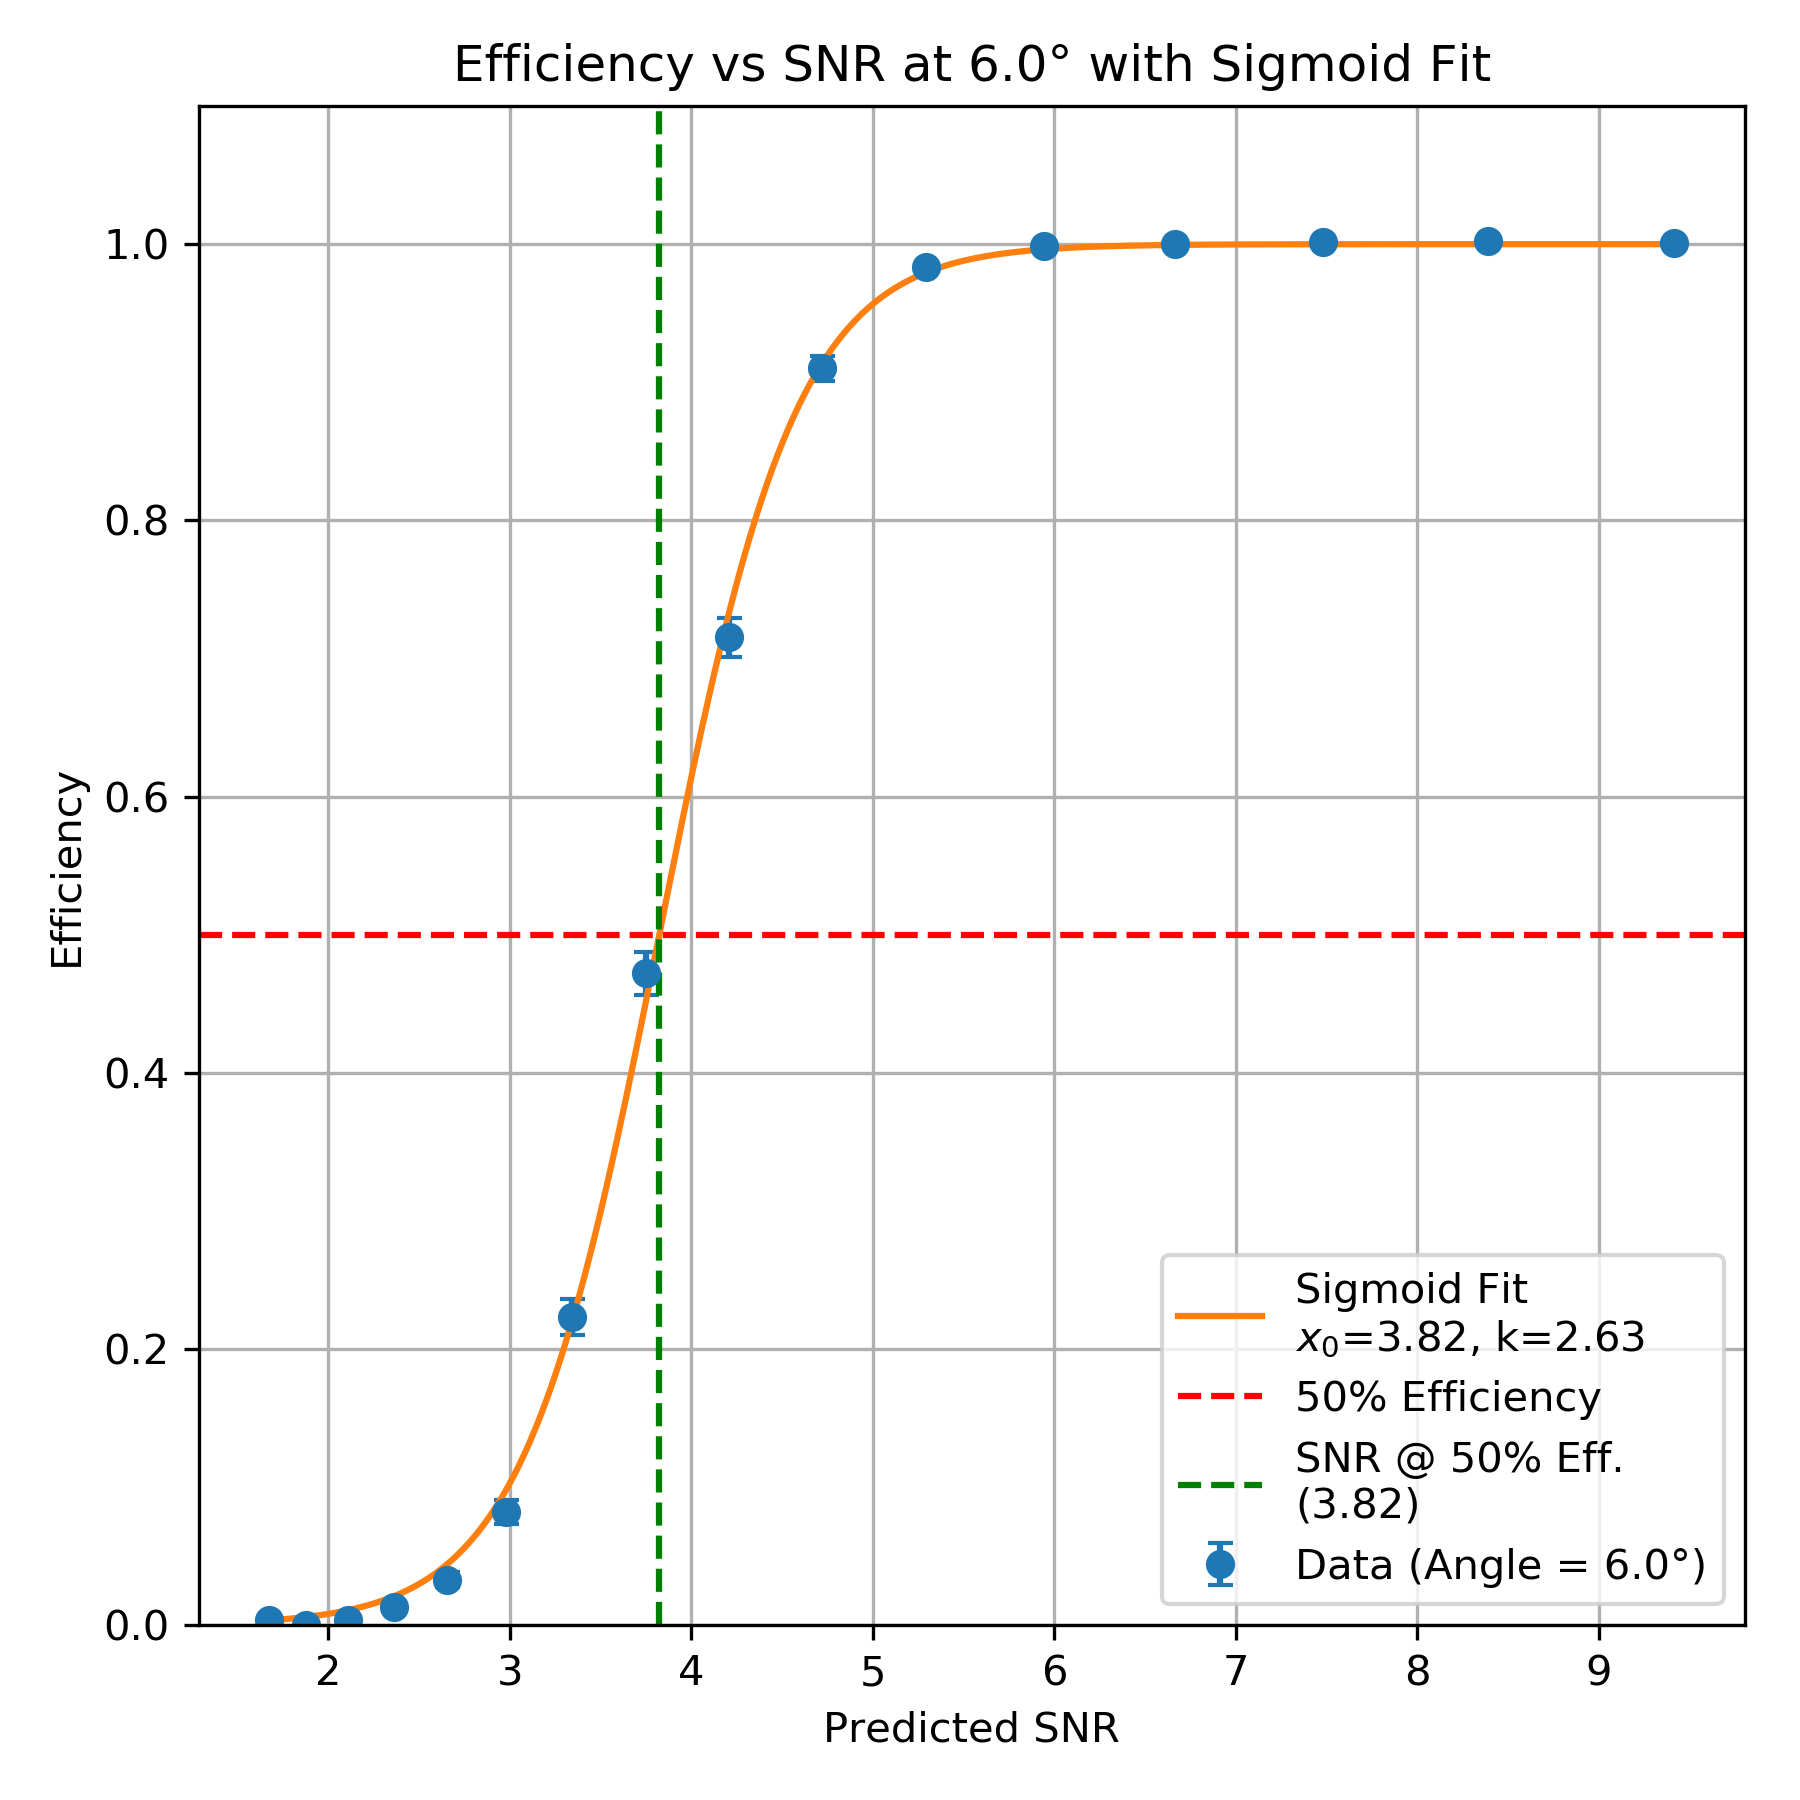 Efficiency vs SNR at 6.0° with Sigmoid Fit
Efficiency
1.0
0.8
0.6
0.4
0.2
0.0
2 3 4 5 6 7 8 9
Predicted SNR
Sigmoid Fit
x₀=3.82, k=2.63
50% Efficiency
SNR @ 50% Eff.
(3.82)
Data (Angle = 6.0°)